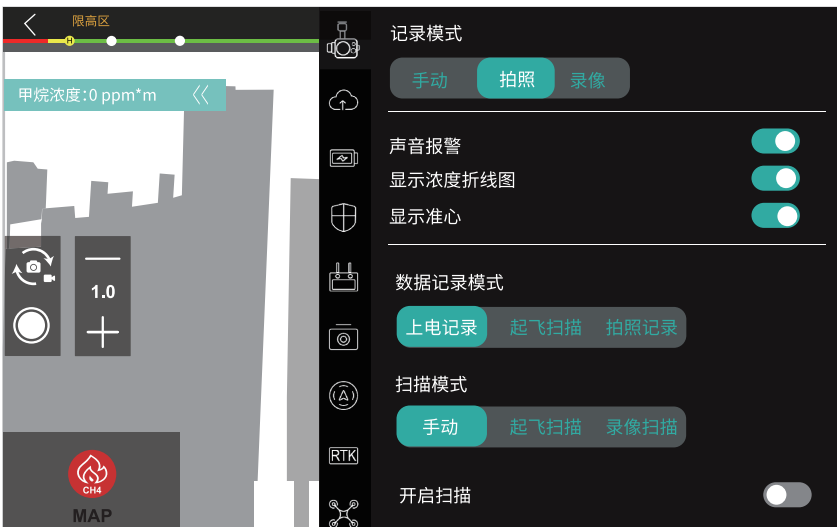 限高区
H
甲烷浓度:0 ppm*m
1.0
CH4
MAP
RTK
记录模式
手动 拍照 录像
声音报警
显示浓度折线图
显示准心
数据记录模式
上电记录 起飞扫描 拍照记录
扫描模式
手动 起飞扫描 录像扫描
开启扫描